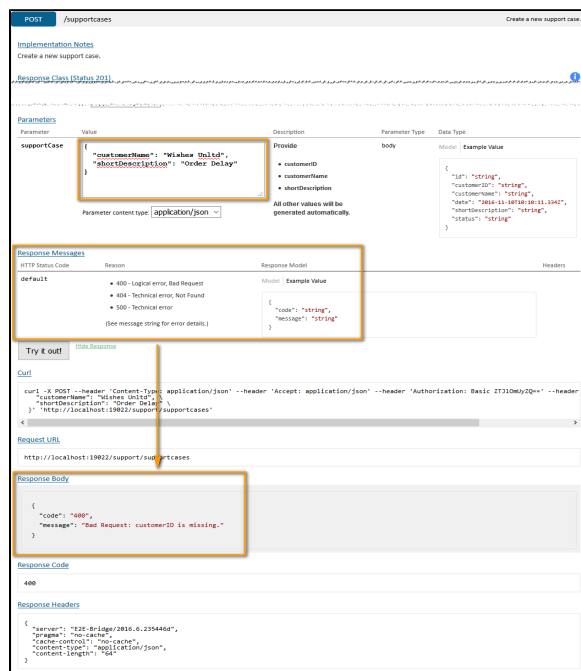 POST /supportcases Create a new support case.
Implementation Notes
Create a new support case.
Response Class (Status 201)
Parameters
Parameter Value Description Parameter Type Data Type
supportCase
{
"customerName": "Wishes Unltd",
"shortDescription": "Order Delay"
}
Parameter content type: application/json
Provide
• customerID
• customerName
• shortDescription
All other values will be
generated automatically.
body
Model Example Value
{
"id": "string",
"customerID": "string",
"customerName": "string",
"date": "2016-11-10T10:10:11.334Z",
"shortDescription": "string",
"status": "string"
}
Response Messages
HTTP Status Code Reason Response Model Headers
default
• 400 - Logical error, Bad Request
• 404 - Technical error, Not Found
• 500 - Technical error
(See message string for error details.)
Model Example Value
{
"code": "string",
"message": "string"
}
Try it out! Hide Response
Curl
curl -X POST --header 'Content-Type: application/json' --header 'Accept: application/json' --header 'Authorization: Basic ZTJlOmUyZQ==' --header
"customerName": "Wishes Unltd", \
"shortDescription": "Order Delay" \
}' 'http://localhost:19022/support/supportcases'
Request URL
http://localhost:19022/support/supportcases
Response Body
{
"code": "400",
"message": "Bad Request: customerID is missing."
}
Response Code
400
Response Headers
{
"server": "E2E-Bridge/2016.6.235446d",
"pragma": "no-cache",
"cache-control": "no-cache",
"content-type": "application/json",
"content-length": "64"
}